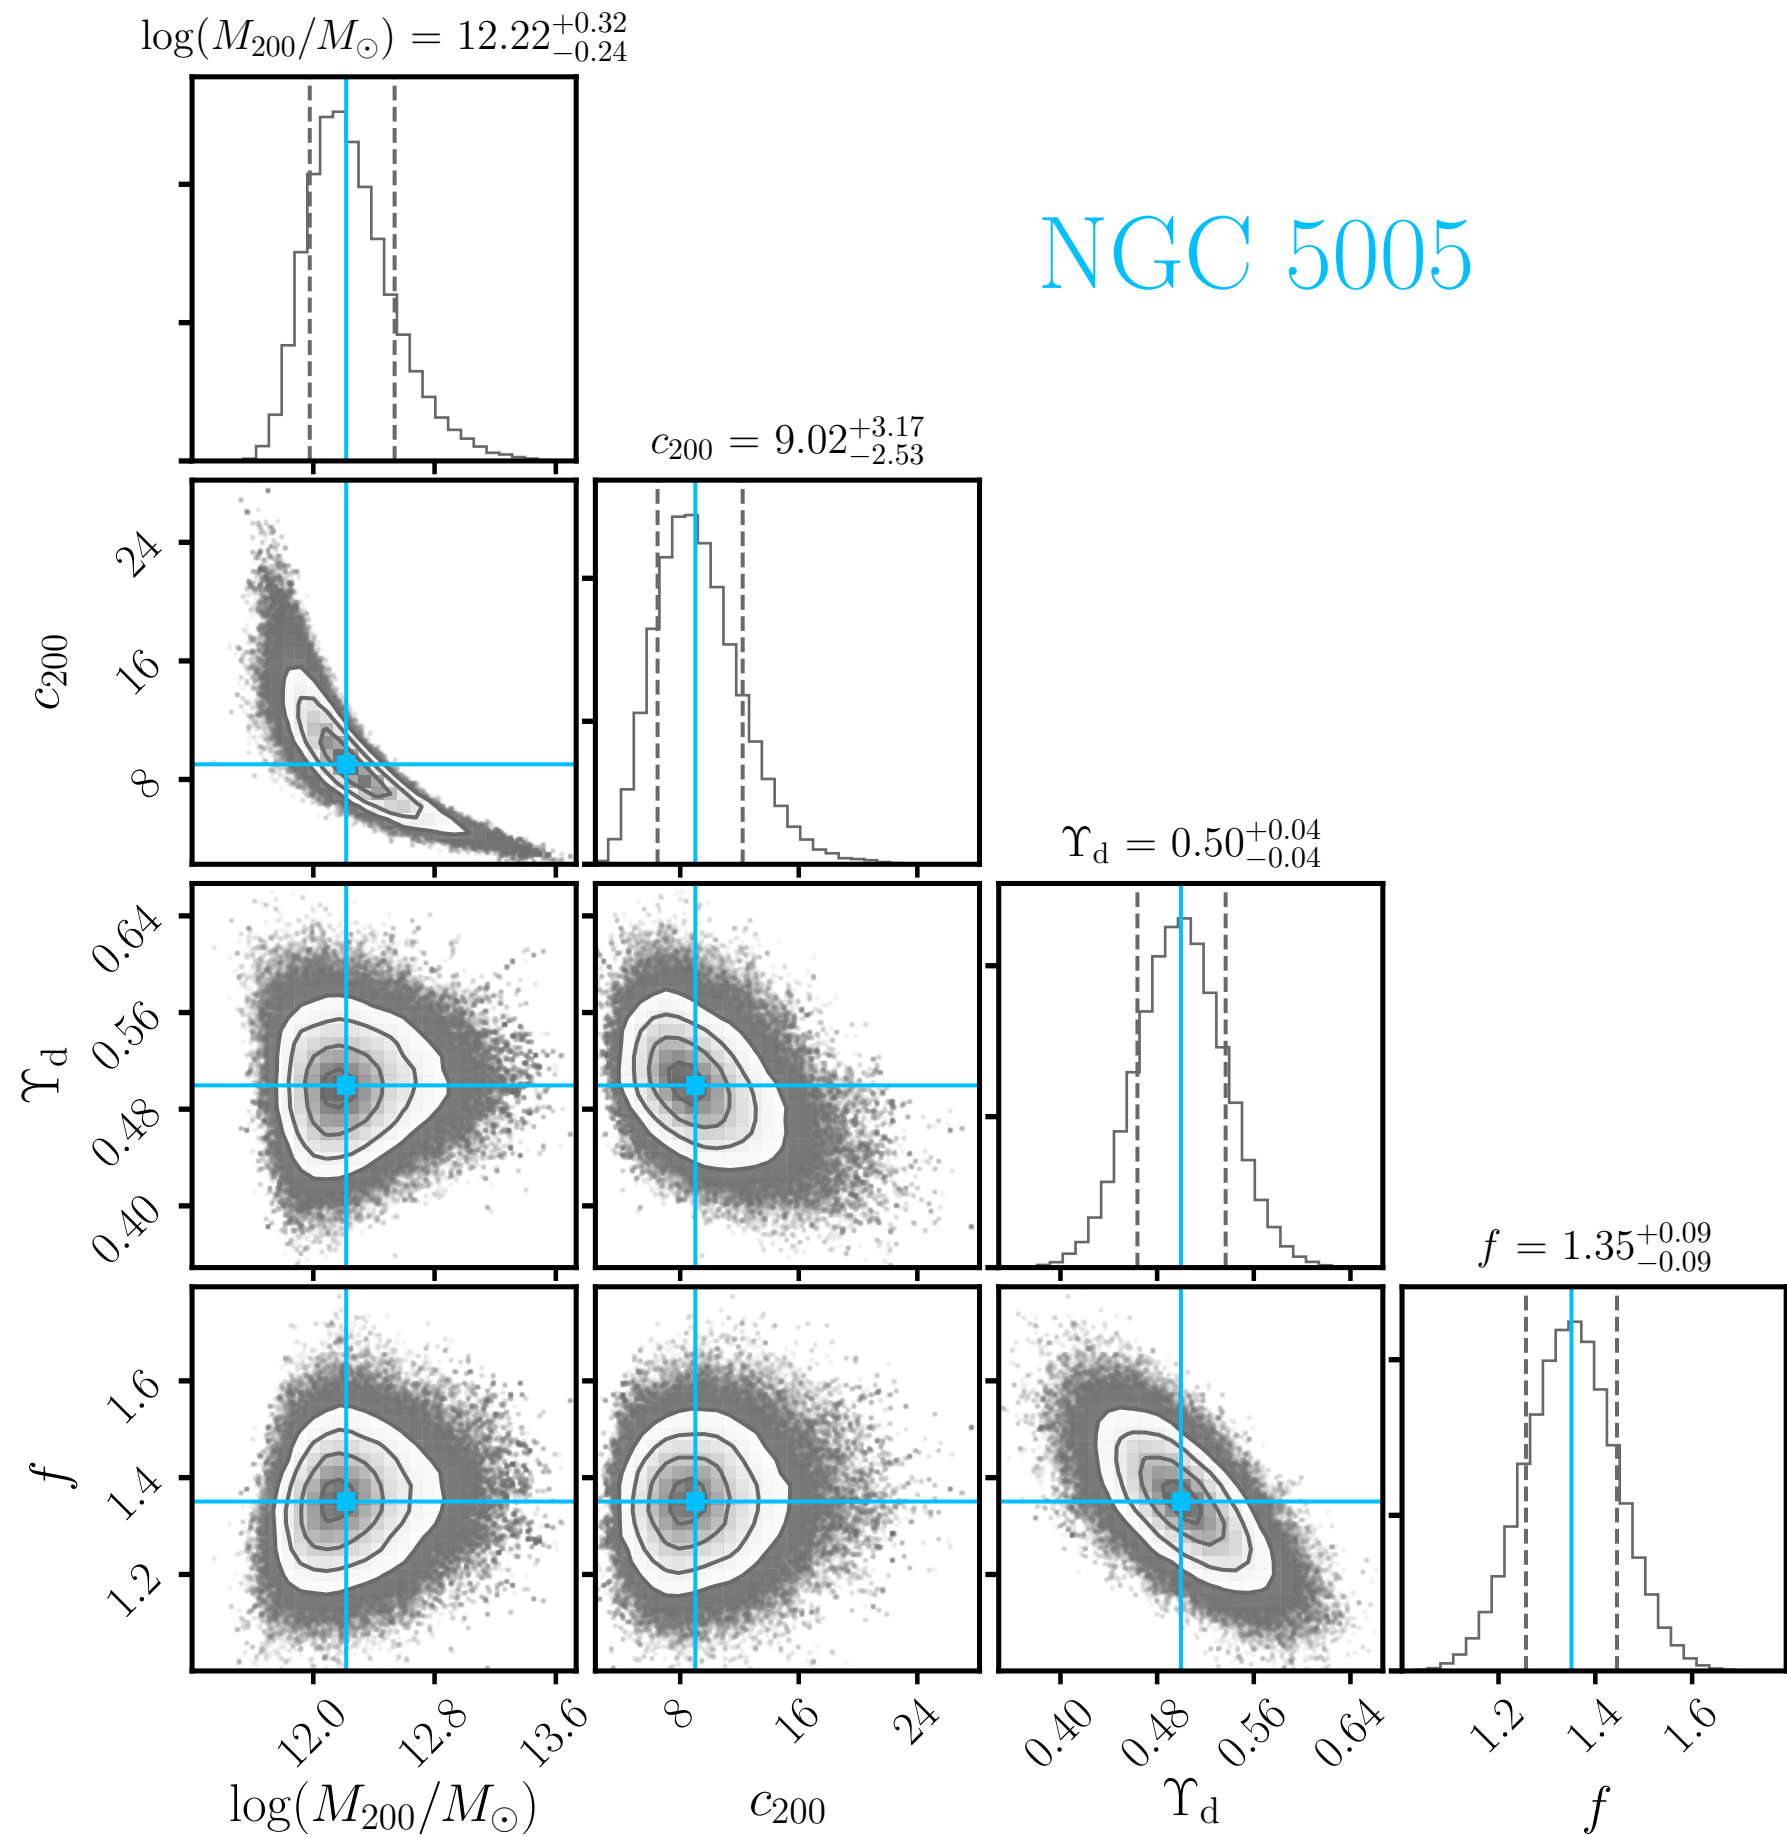 log(M₂₀₀/M⊙) = 12.22 +0.32 −0.24
NGC 5005
c₂₀₀ = 9.02 +3.17 −2.53
24
16
8
c₂₀₀
ϒd = 0.50 +0.04 −0.04
0.64
0.56
0.48
0.40
ϒd
f = 1.35 +0.09 −0.09
1.6
1.4
1.2
f
12.0 12.8 13.6 8 16 24 0.40 0.48 0.56 0.64 1.2 1.4 1.6
log(M₂₀₀/M⊙) c₂₀₀ ϒd f